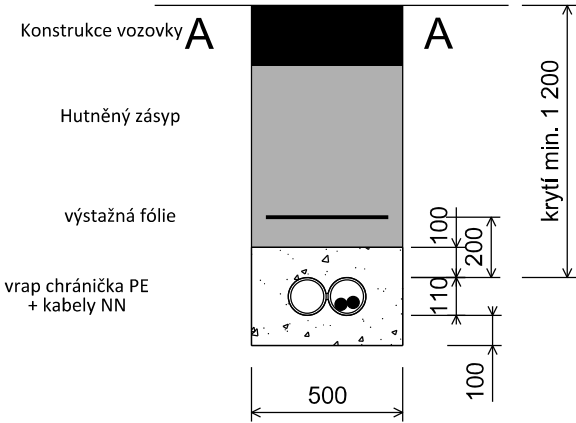 Konstrukce vozovky
A
A
Hutněný zásyp
výstažná fólie
vrap chránička PE
+ kabely NN
100
200
110
100
krytí min. 1 200
500